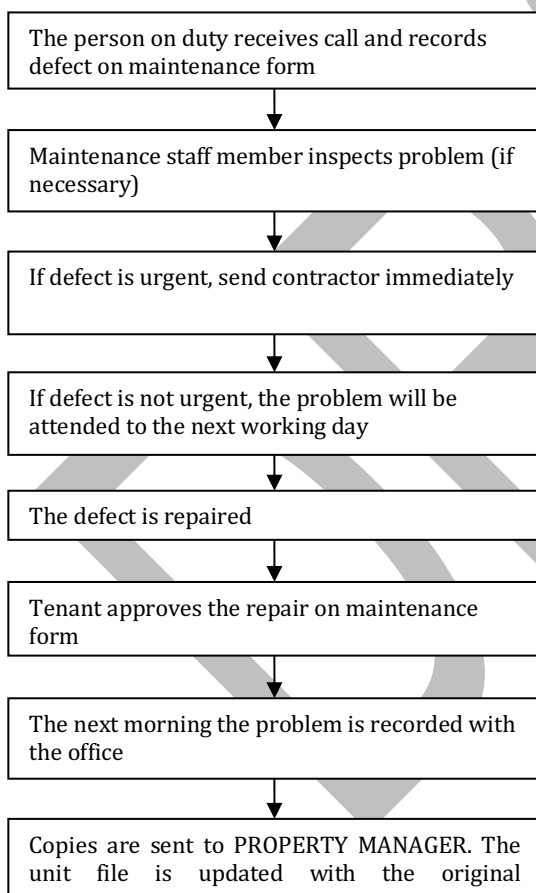 The person on duty receives call and records
defect on maintenance form
Maintenance staff member inspects problem (if
necessary)
If defect is urgent, send contractor immediately
If defect is not urgent, the problem will be
attended to the next working day
The defect is repaired
Tenant approves the repair on maintenance
form
The next morning the problem is recorded with
the office
Copies are sent to PROPERTY MANAGER. The
unit file is updated with the original